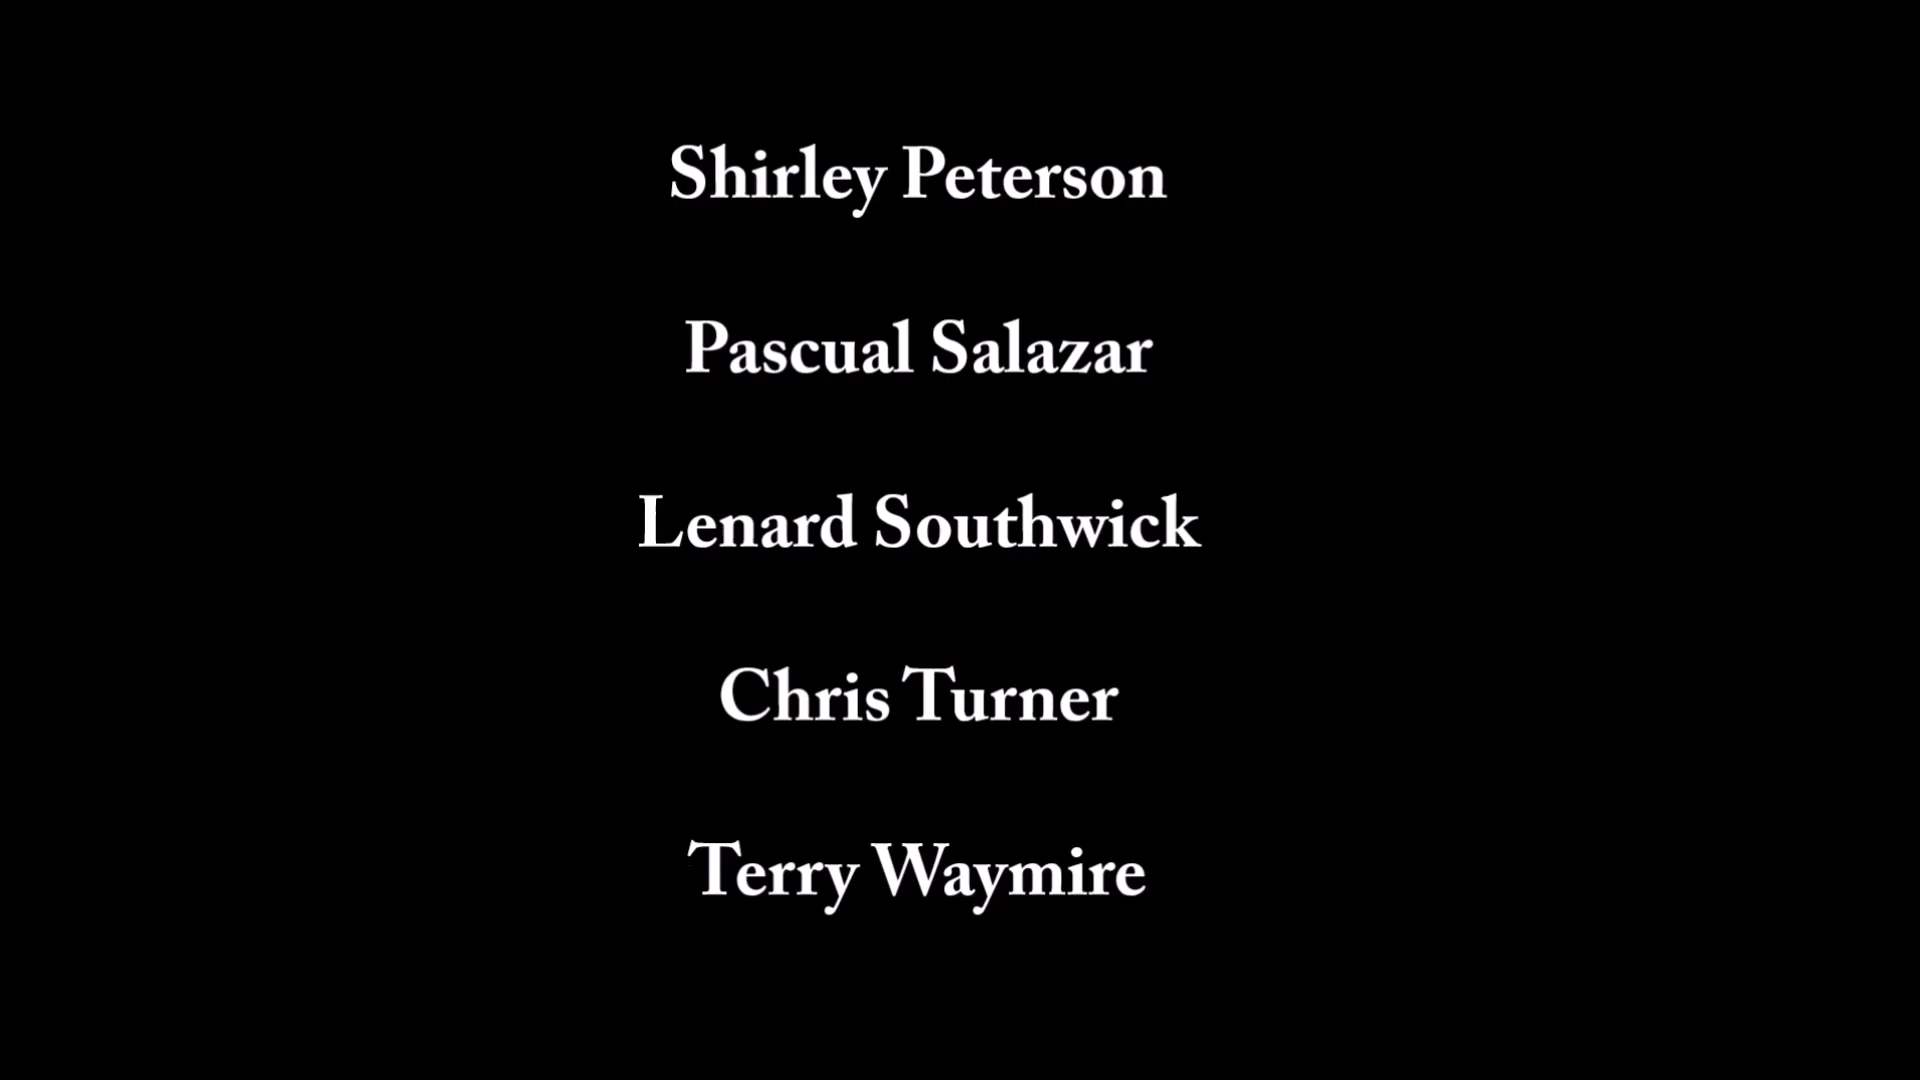 Shirley Peterson
Pascual Salazar
Lenard Southwick
Chris Turner
Terry Waymire